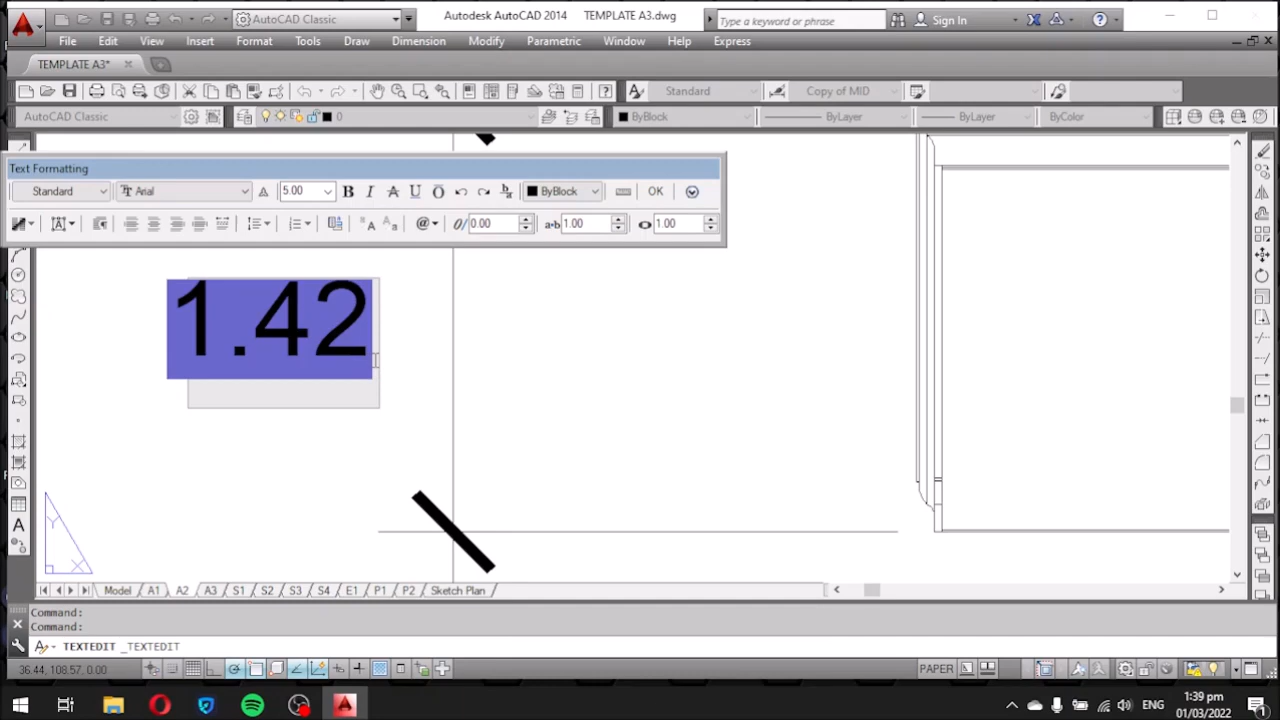 AutoCAD Classic
Autodesk AutoCAD 2014 TEMPLATE A3.dwg
Type a keyword or phrase
Sign In
File Edit View Insert Format Tools Draw Dimension Modify Parametric Window Help Express
TEMPLATE A3*
Standard Copy of MID
AutoCAD Classic 0 ByBlock ByLayer ByLayer ByColor
Text Formatting
Standard Arial 5.00 B I A U O ByBlock OK
@ 0/ 0.00 a•b 1.00 1.00
1.42
Y
X
A
Model A1 A2 A3 S1 S2 S3 S4 E1 P1 P2 Sketch Plan
Command:
Command:
TEXTEDIT _TEXTEDIT
36.44, 108.57, 0.00 PAPER
ENG
1:39 pm
01/03/2022
1